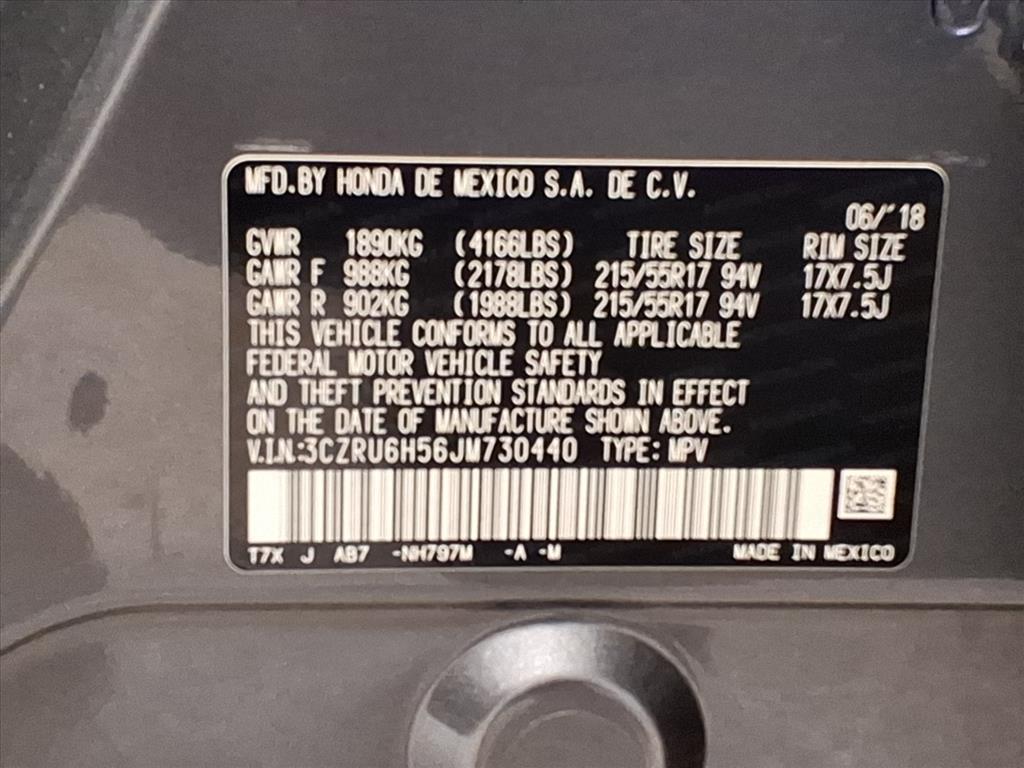 MFD.BY HONDA DE MEXICO S.A. DE C.V.
06/'18
GVWR 1890KG (4166LBS) TIRE SIZE RIM SIZE
GAWR F 988KG (2178LBS) 215/55R17 94V 17X7.5J
GAWR R 902KG (1988LBS) 215/55R17 94V 17X7.5J
THIS VEHICLE CONFORMS TO ALL APPLICABLE
FEDERAL MOTOR VEHICLE SAFETY
AND THEFT PREVENTION STANDARDS IN EFFECT
ON THE DATE OF MANUFACTURE SHOWN ABOVE.
V.I.N:3CZRU6H56JM730440 TYPE: MPV
T7X J AB7 -NH797M -A -M MADE IN MEXICO